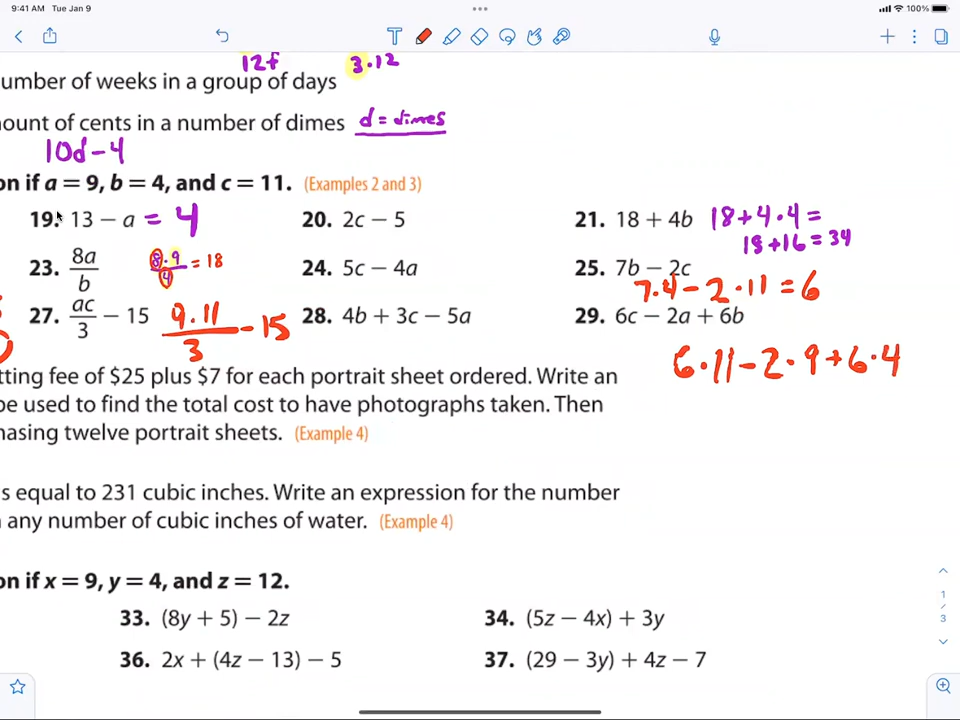 9:41 AM Tue Jan 9 100%
12f 3·12
umber of weeks in a group of days
ount of cents in a number of dimes d = dimes
10d - 4
on if a = 9, b = 4, and c = 11. (Examples 2 and 3)
19. 13 − a = 4 20. 2c − 5 21. 18 + 4b 18+4·4=
18+16=34
23. 8a/b 8·9/4 = 18 24. 5c − 4a 25. 7b − 2c
7·4 - 2·11 = 6
27. ac/3 − 15 9·11/3 - 15 28. 4b + 3c − 5a 29. 6c − 2a + 6b
6·11-2·9+6·4
tting fee of $25 plus $7 for each portrait sheet ordered. Write an
be used to find the total cost to have photographs taken. Then
hasing twelve portrait sheets. (Example 4)
s equal to 231 cubic inches. Write an expression for the number
any number of cubic inches of water. (Example 4)
on if x = 9, y = 4, and z = 12.
33. (8y + 5) − 2z 34. (5z − 4x) + 3y
36. 2x + (4z − 13) − 5 37. (29 − 3y) + 4z − 7
1/3